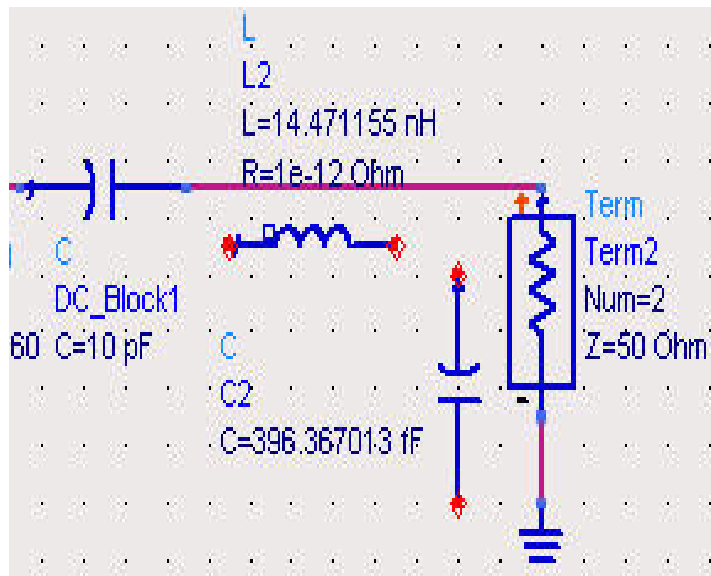 L
L2
L=14.471155 nH
R=1e-12 Ohm
Term
Term2
Num=2
Z=50 Ohm
C
DC_Block1
60 C=10 pF
C
C2
C=396.367013 fF